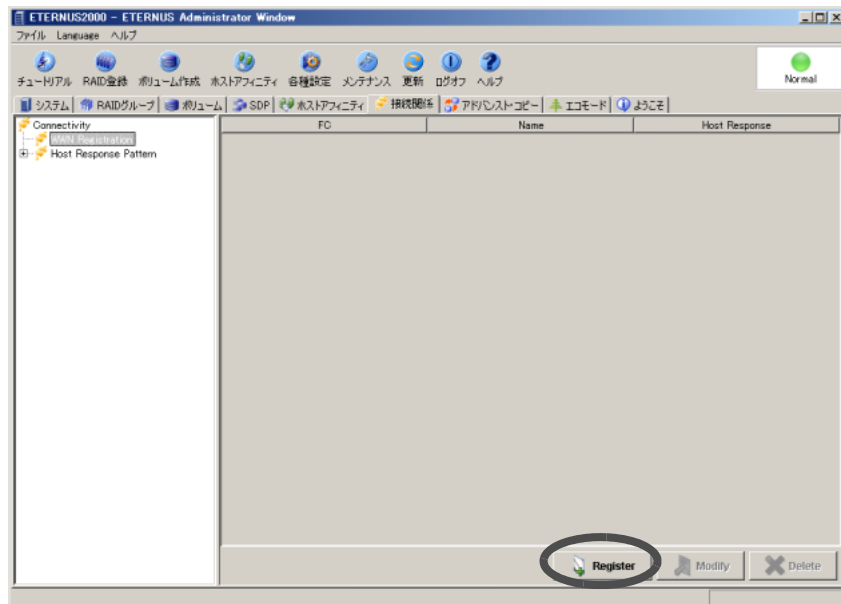 ETERNUS2000 - ETERNUS Administrator Window
ファイル Language ヘルプ
チュートリアル RAID登録 ボリューム作成 ホストアフィニティ 各種設定 メンテナンス 更新 ログオフ ヘルプ
Normal
システム RAIDグループ ボリューム SDP ホストアフィニティ 接続関係 アドバンスト・コピー エコモード ようこそ
Connectivity
WWN Registration
Host Response Pattern
FC Name Host Response
Register Modify Delete